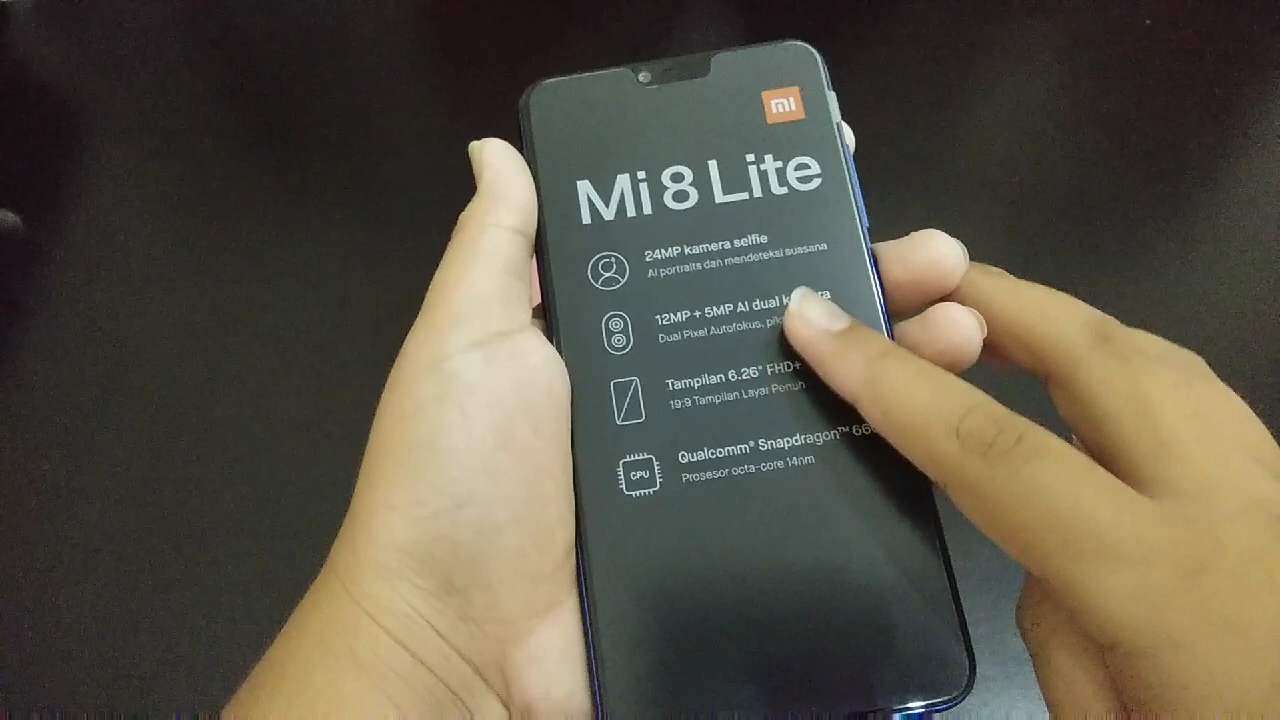 mi
Mi 8 Lite
24MP kamera selfie
AI portraits dan mendeteksi suasana
12MP + 5MP AI dual
Dual Pixel Autofokus,
Tampilan 6.26" FHD+
19:9 Tampilan Layar Penuh
Qualcomm® Snapdragon™
CPU
Prosesor octa-core 14nm